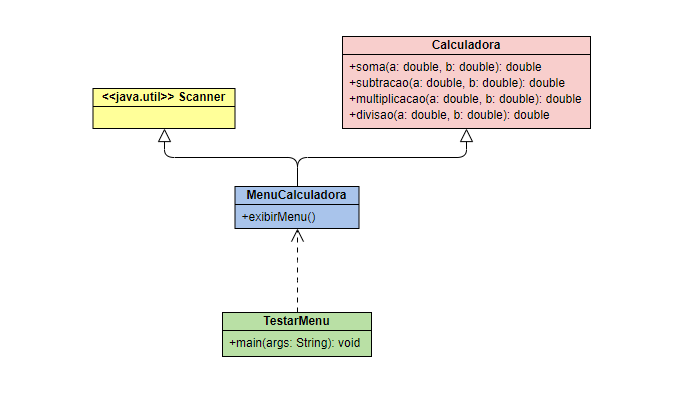 Calculadora
+soma(a: double, b: double): double
+subtracao(a: double, b: double): double
+multiplicacao(a: double, b: double): double
+divisao(a: double, b: double): double
<<java.util>> Scanner
MenuCalculadora
+exibirMenu()
TestarMenu
+main(args: String): void